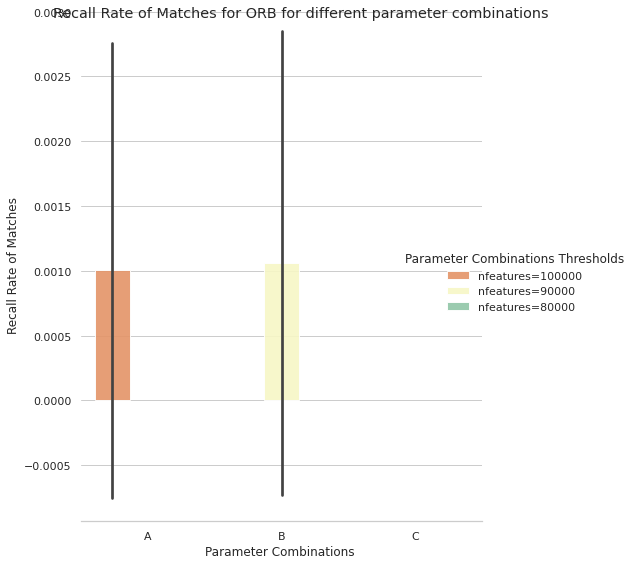 Recall Rate of Matches for ORB for different parameter combinations
0.0030
0.0025
0.0020
0.0015
0.0010
0.0005
0.0000
−0.0005
Recall Rate of Matches
A
B
C
Parameter Combinations
Parameter Combinations Thresholds
nfeatures=100000
nfeatures=90000
nfeatures=80000